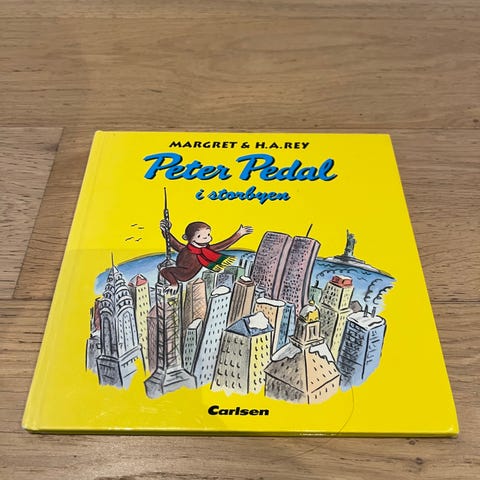 MARGRET & H.A.REY
Peter Pedal
i storbyen
Carlsen